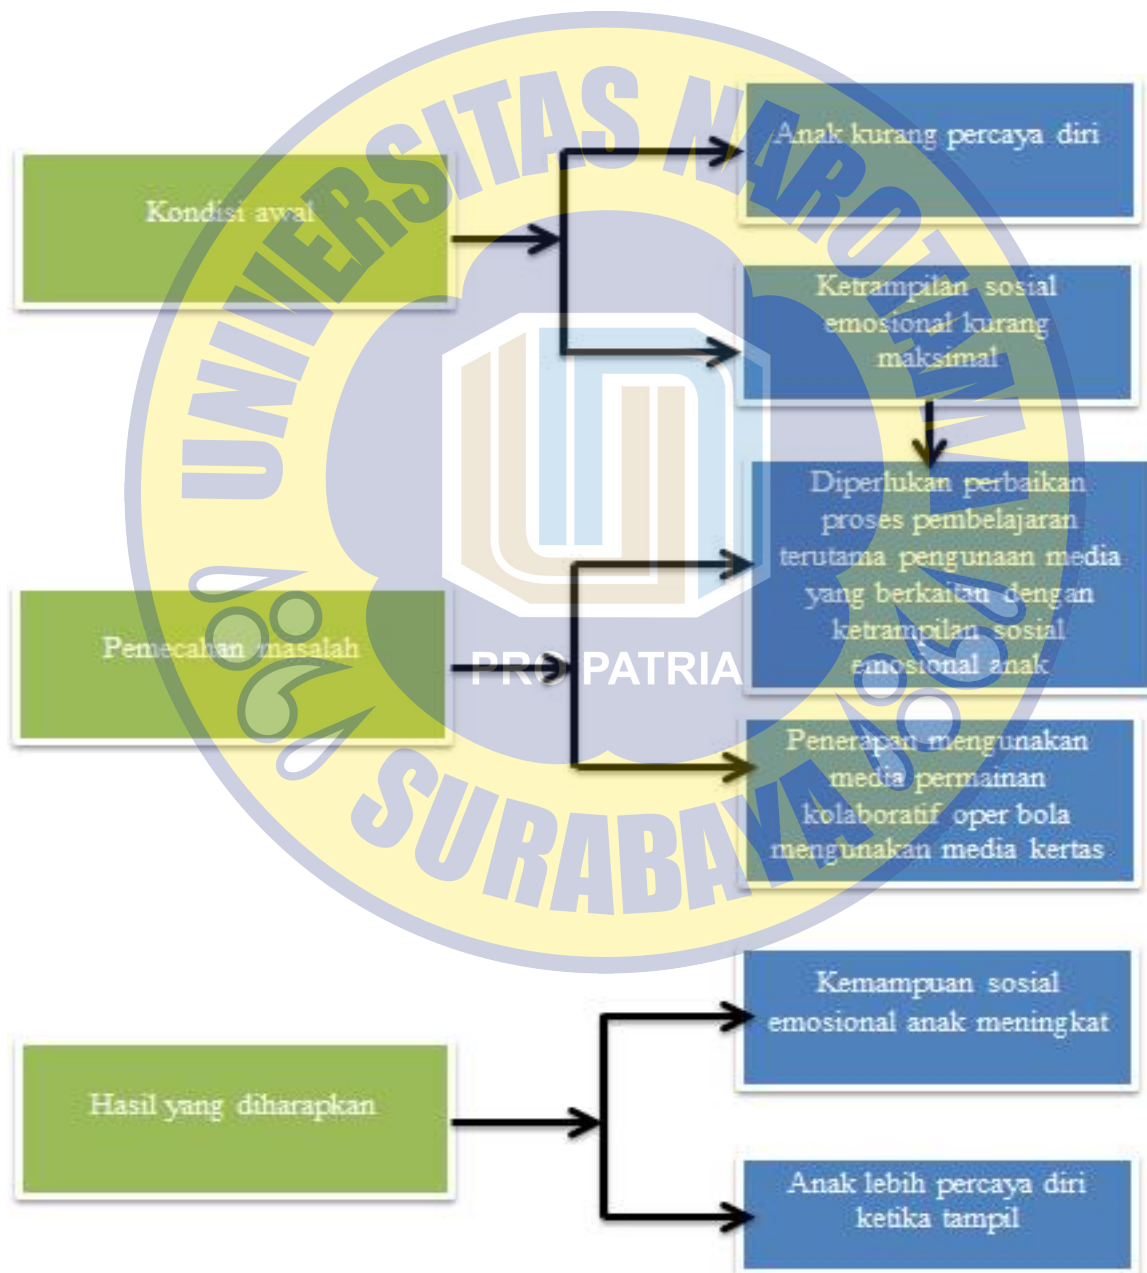 UNIVERSITAS NAROTAMA
Kondisi awal
Anak kurang percaya diri
Ketrampilan sosial
emosional kurang
maksimal
Pemecahan masalah
Diperlukan perbaikan
proses pembelajaran
terutama pengunaan media
yang berkaitan dengan
ketrampilan sosial
emosional anak
PRO PATRIA
Penerapan mengunakan
media permainan
kolaboratif oper bola
mengunakan media kertas
SURABAYA
Hasil yang diharapkan
Kemampuan sosial
emosional anak meningkat
Anak lebih percaya diri
ketika tampil